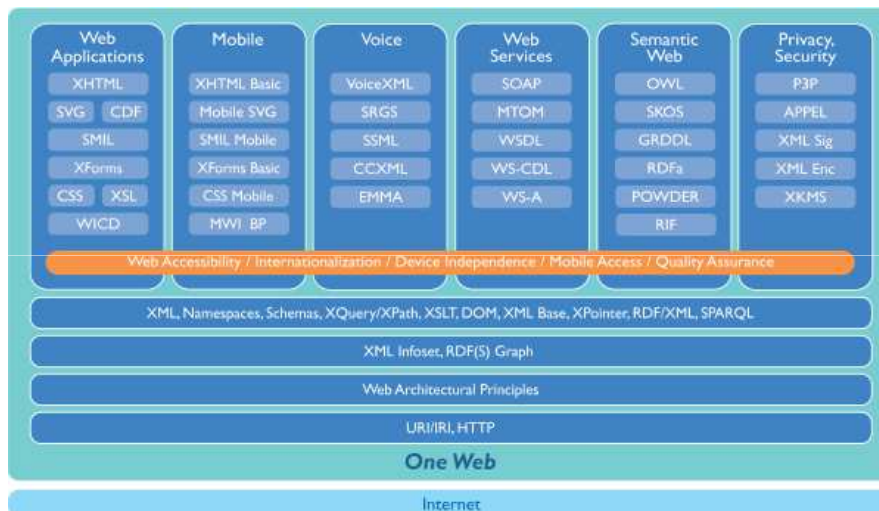 Web
Applications
XHTML
SVG CDF
SMIL
XForms
CSS XSL
WICD
Mobile
XHTML Basic
Mobile SVG
SMIL Mobile
XForms Basic
CSS Mobile
MWI BP
Voice
VoiceXML
SRGS
SSML
CCXML
EMMA
Web
Services
SOAP
MTOM
WSDL
WS-CDL
WS-A
Semantic
Web
OWL
SKOS
GRDDL
RDFa
POWDER
RIF
Privacy,
Security
P3P
APPEL
XML Sig
XML Enc
XKMS
Web Accessibility / Internationalization / Device Independence / Mobile Access / Quality Assurance
XML, Namespaces, Schemas, XQuery/XPath, XSLT, DOM, XML Base, XPointer, RDF/XML, SPARQL
XML Infoset, RDF(S) Graph
Web Architectural Principles
URI/IRI, HTTP
One Web
Internet